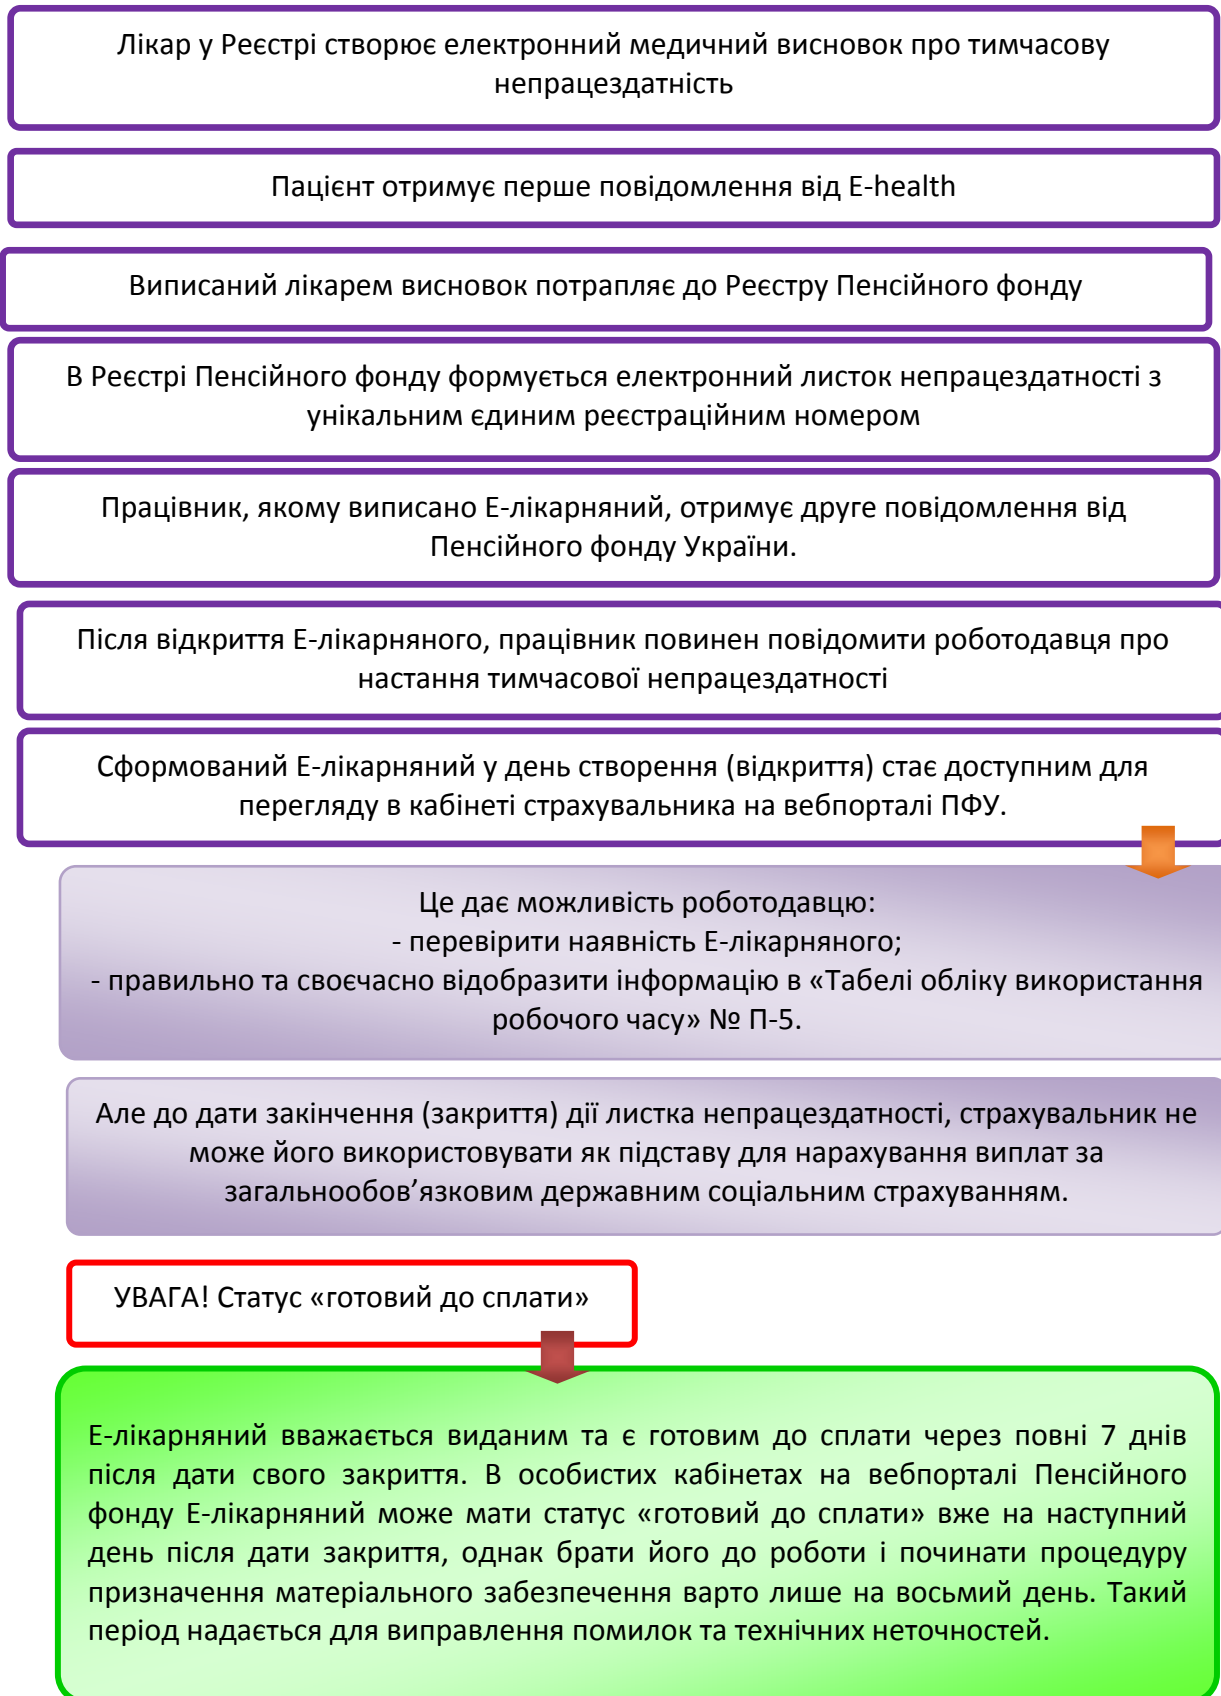 Лікар у Реєстрі створює електронний медичний висновок про тимчасову
непрацездатність
Пацієнт отримує перше повідомлення від E-health
Виписаний лікарем висновок потрапляє до Реєстру Пенсійного фонду
В Реєстрі Пенсійного фонду формується електронний листок непрацездатності з
унікальним єдиним реєстраційним номером
Працівник, якому виписано Е-лікарняний, отримує друге повідомлення від
Пенсійного фонду України.
Після відкриття Е-лікарняного, працівник повинен повідомити роботодавця про
настання тимчасової непрацездатності
Сформований Е-лікарняний у день створення (відкриття) стає доступним для
перегляду в кабінеті страхувальника на вебпорталі ПФУ.
Це дає можливість роботодавцю:
- перевірити наявність Е-лікарняного;
- правильно та своєчасно відобразити інформацію в «Табелі обліку використання
робочого часу» № П-5.
Але до дати закінчення (закриття) дії листка непрацездатності, страхувальник не
може його використовувати як підставу для нарахування виплат за
загальнообов’язковим державним соціальним страхуванням.
УВАГА! Статус «готовий до сплати»
Е-лікарняний вважається виданим та є готовим до сплати через повні 7 днів
після дати свого закриття. В особистих кабінетах на вебпорталі Пенсійного
фонду Е-лікарняний може мати статус «готовий до сплати» вже на наступний
день після дати закриття, однак брати його до роботи і починати процедуру
призначення матеріального забезпечення варто лише на восьмий день. Такий
період надається для виправлення помилок та технічних неточностей.